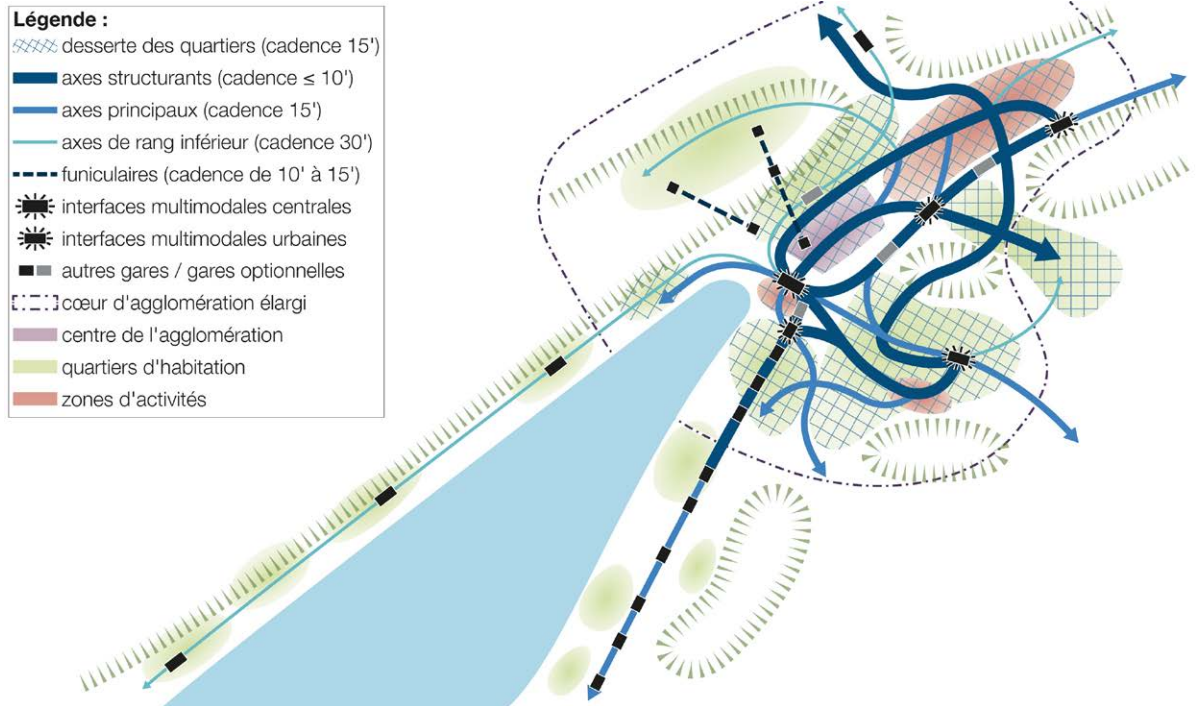 Légende :
desserte des quartiers (cadence 15')
axes structurants (cadence ≤ 10')
axes principaux (cadence 15')
axes de rang inférieur (cadence 30')
funiculaires (cadence de 10' à 15')
interfaces multimodales centrales
interfaces multimodales urbaines
autres gares / gares optionnelles
cœur d'agglomération élargi
centre de l'agglomération
quartiers d'habitation
zones d'activités